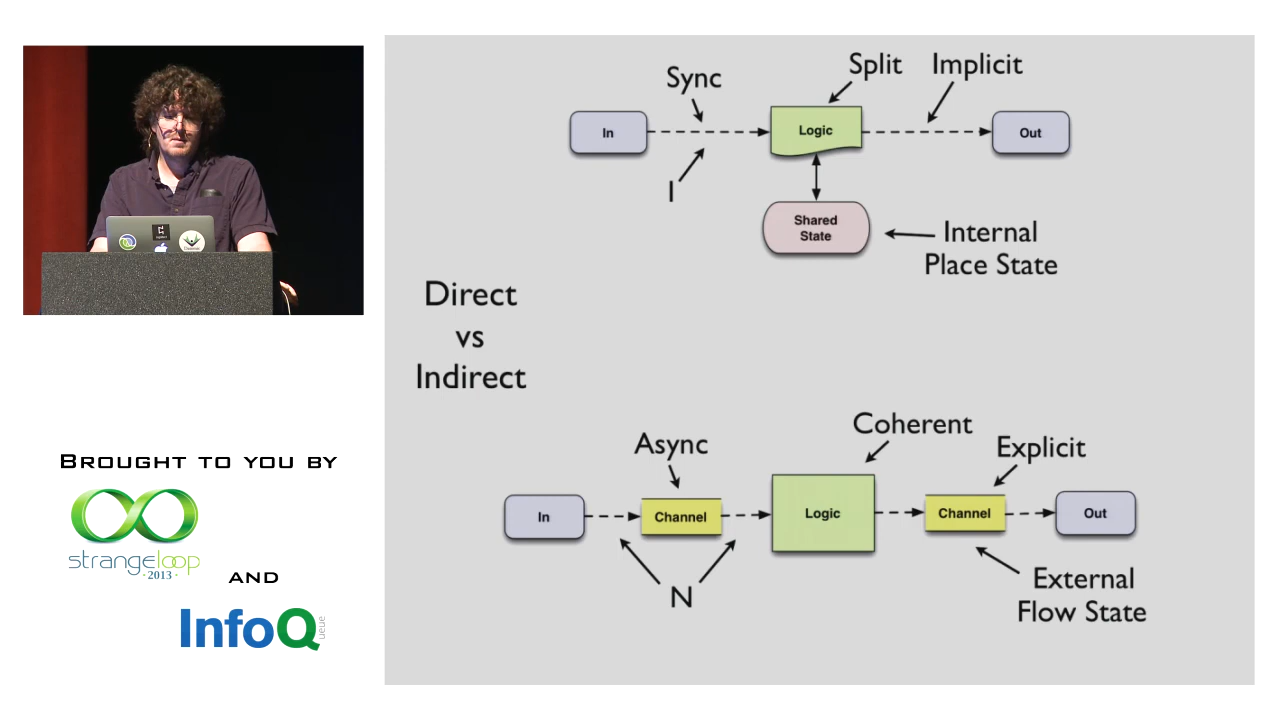 Sync
Split
Implicit
In
Logic
Out
I
Shared
State
Internal
Place State
Direct
vs
Indirect
Coherent
Async
Explicit
In
Channel
Logic
Channel
Out
N
External
Flow State
BROUGHT TO YOU BY
strangeloop
·2013·
AND
InfoQ
ueue